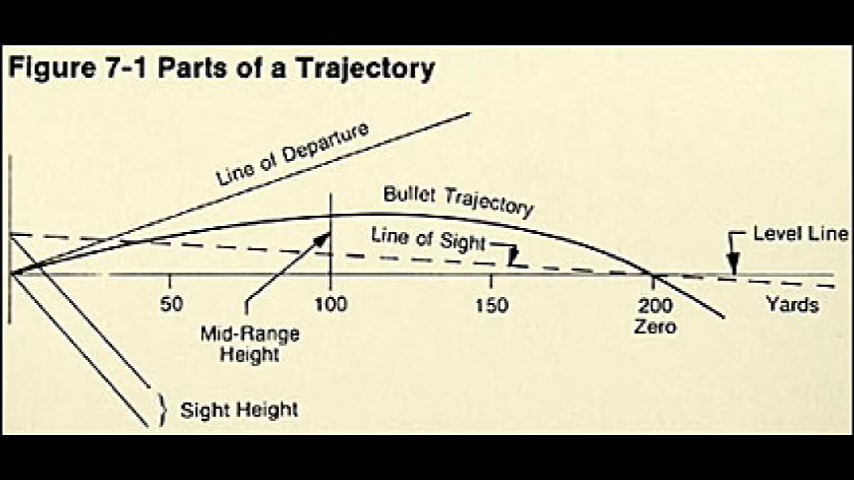 Figure 7-1 Parts of a Trajectory
Line of Departure
Bullet Trajectory
Line of Sight
Level Line
50
100
150
200
Zero
Yards
Mid-Range
Height
Sight Height